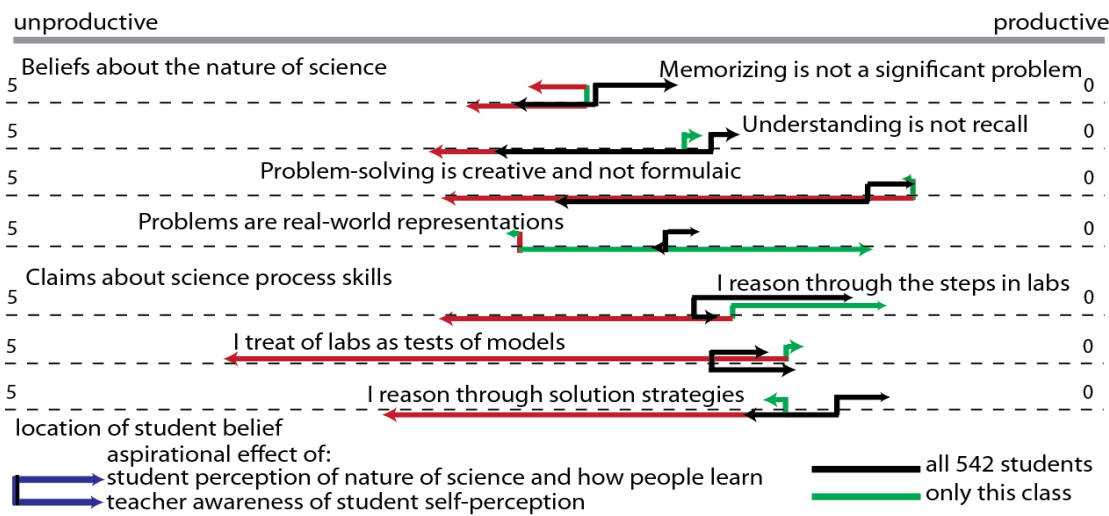 unproductive productive
Beliefs about the nature of science
Memorizing is not a significant problem
5 0
Understanding is not recall
5 0
Problem-solving is creative and not formulaic
5 0
Problems are real-world representations
5 0
Claims about science process skills
I reason through the steps in labs
5 0
I treat of labs as tests of models
5 0
I reason through solution strategies
5 0
location of student belief
aspirational effect of:
student perception of nature of science and how people learn
teacher awareness of student self-perception
all 542 students
only this class